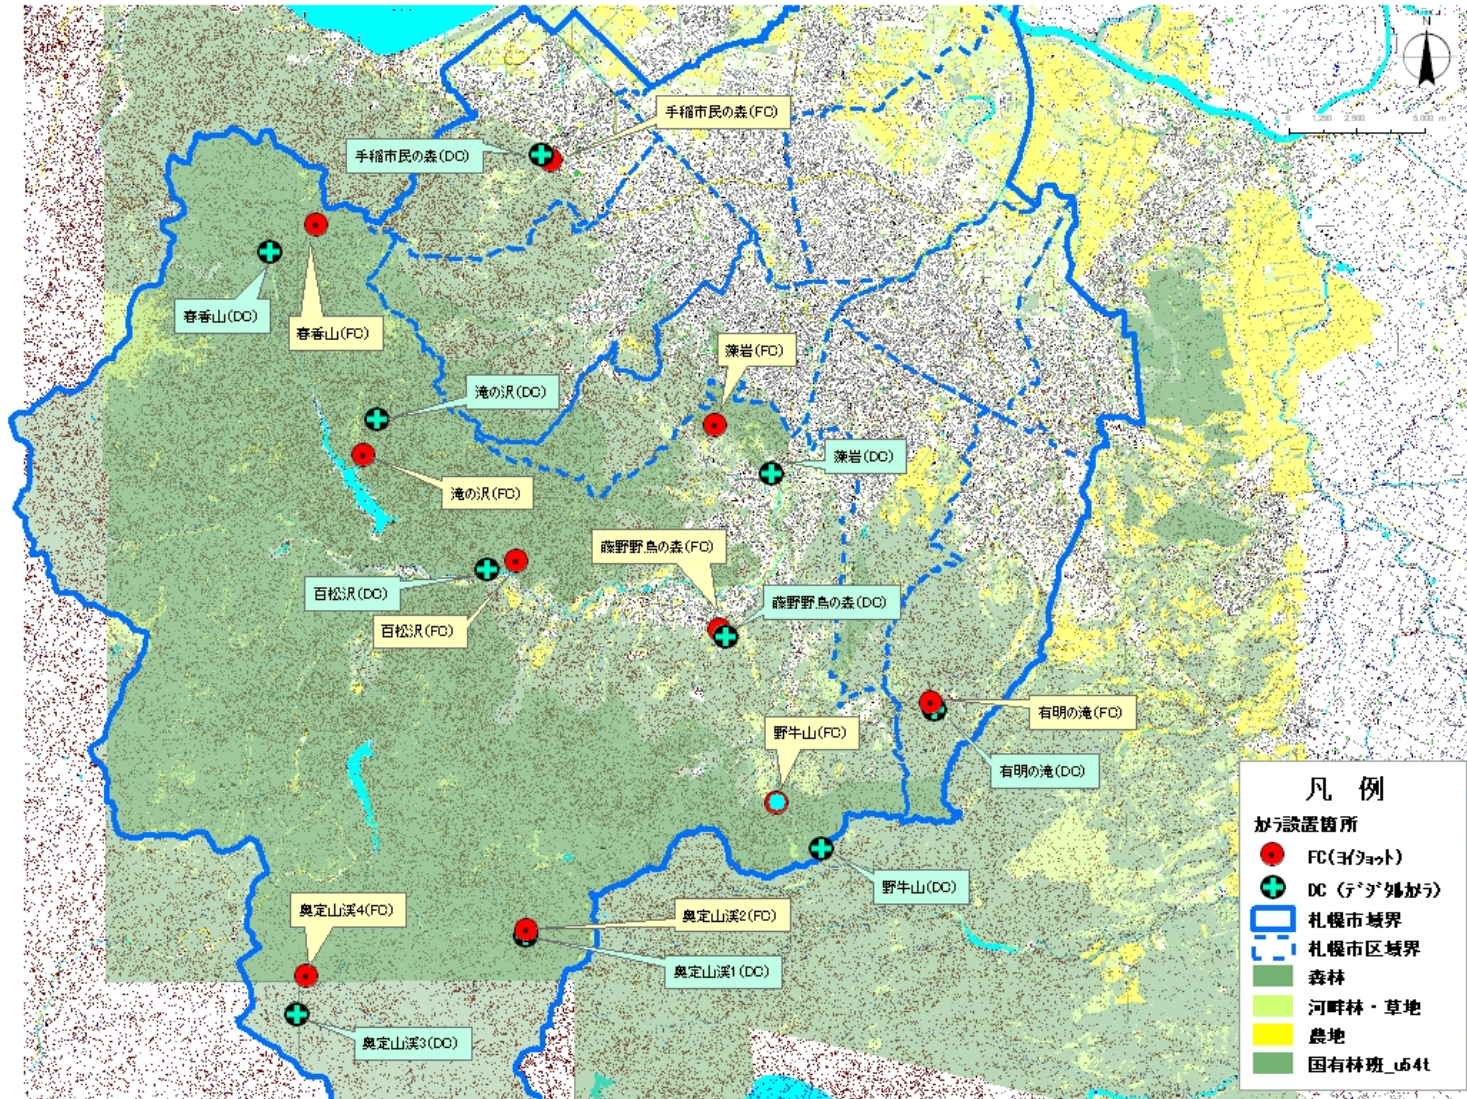 N
0 1,250 2,500 5,000 m
手稲市民の森(FC)
手稲市民の森(DC)
春香山(DC)
春香山(FC)
藻岩(FC)
滝の沢(DC)
藻岩(DC)
滝の沢(FC)
藤野野鳥の森(FC)
百松沢(DC)
藤野野鳥の森(DC)
百松沢(FC)
有明の滝(FC)
野牛山(FC)
有明の滝(DC)
野牛山(DC)
奥定山渓4(FC)
奥定山渓2(FC)
奥定山渓1(DC)
奥定山渓3(DC)
凡 例
ｶﾒﾗ設置箇所
FC(ﾖｲｼｮｯﾄ)
DC (ﾃﾞｼﾞﾀﾙｶﾒﾗ)
札幌市域界
札幌市区域界
森林
河畔林・草地
農地
国有林班_u54t